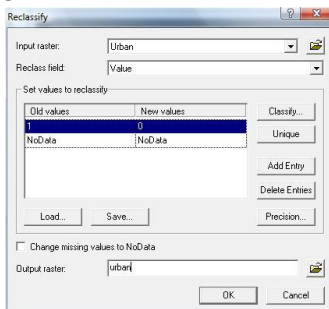 Reclassify
Input raster: Urban
Reclass field: Value
Set values to reclassify
Old values New values
1 0
NoData NoData
Classify...
Unique
Add Entry
Delete Entries
Load... Save... Precision...
Change missing values to NoData
Output raster: urban
OK Cancel